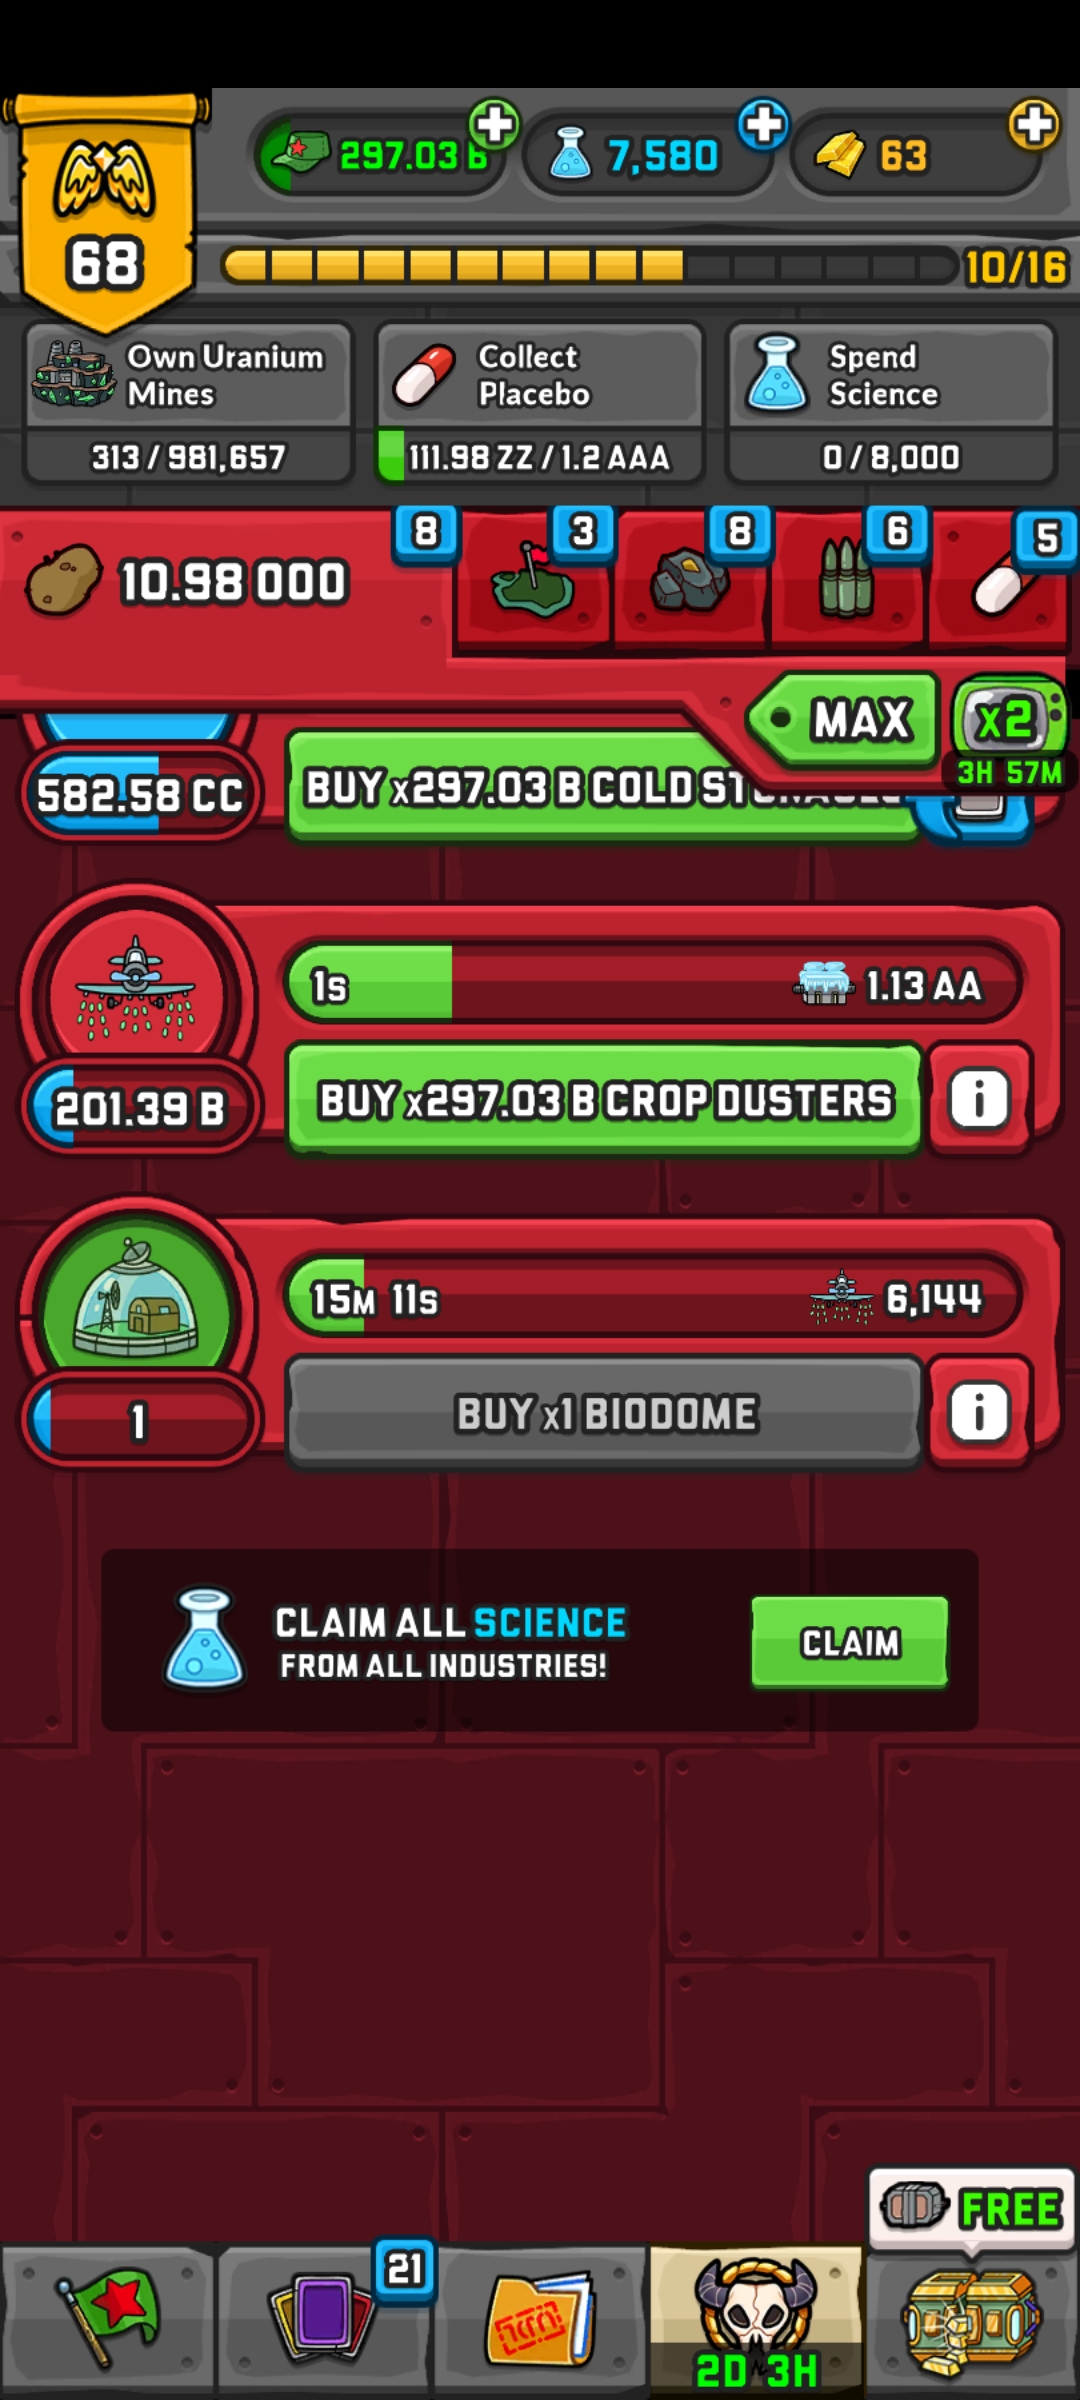 297.03 B
7,580
63
68
10/16
Own Uranium
Mines
313 / 981,657
Collect
Placebo
111.98 ZZ / 1.2 AAA
Spend
Science
0 / 8,000
10.98 000
8
3
8
6
5
MAX
x2
3H 57M
582.58 CC
BUY x297.03 B COLD STORAGES
1s
1.13 AA
201.39 B
BUY x297.03 B CROP DUSTERS
i
15M 11s
6,144
1
BUY x1 BIODOME
i
CLAIM ALL SCIENCE
FROM ALL INDUSTRIES!
CLAIM
FREE
21
2D 3H